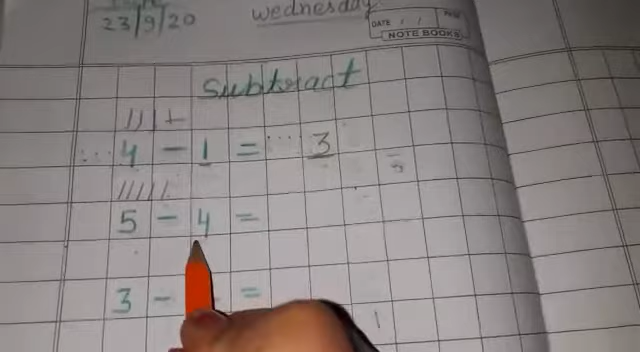 23/9/20
Wednesday
DATE / /
NOTE BOOKS
Subtract
4 - 1 = 3
5 - 4 =
3 - =